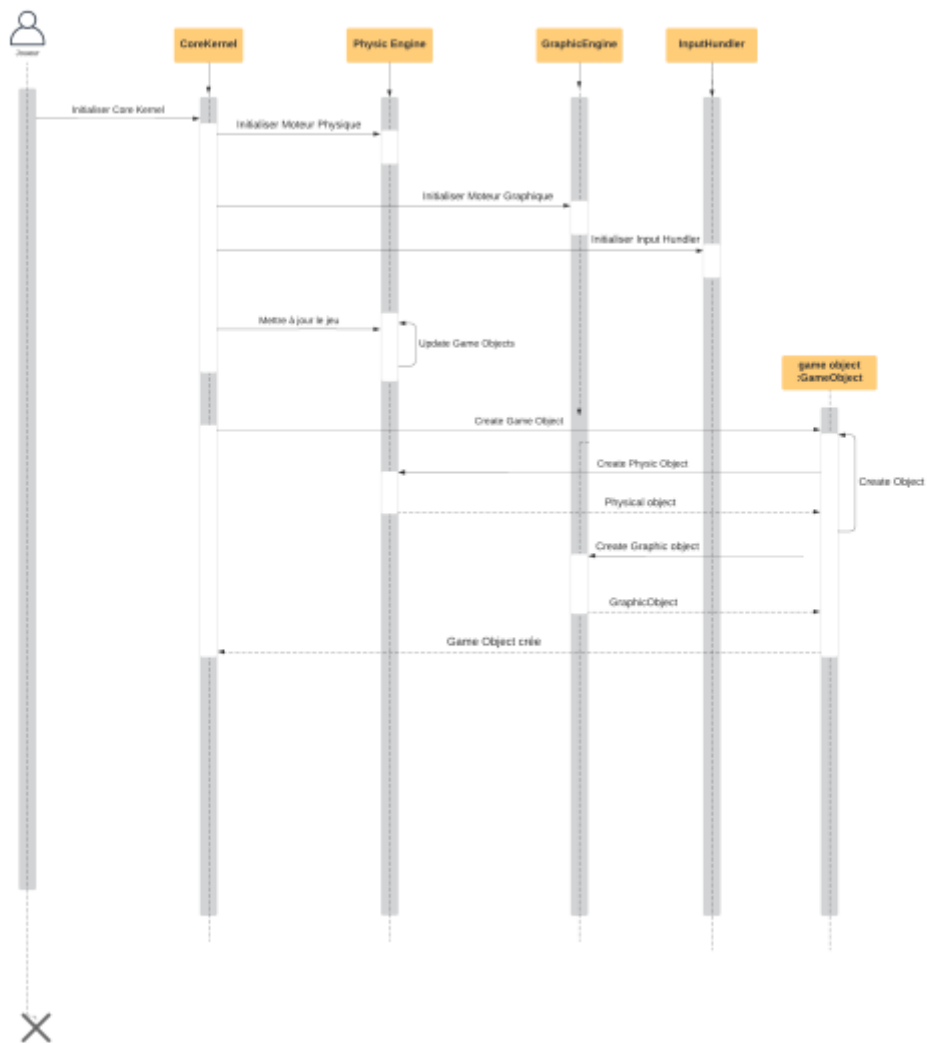 Joueur
CoreKernel
Physic Engine
GraphicEngine
InputHundler
Initialiser Core Kernel
Initialiser Moteur Physique
Initialiser Moteur Graphique
Initialiser Input Hundler
Mettre à jour le jeu
Update Game Objects
game object
:GameObject
Create Game Object
Create Physic Object
Create Object
Physical object
Create Graphic object
GraphicObject
Game Object crée